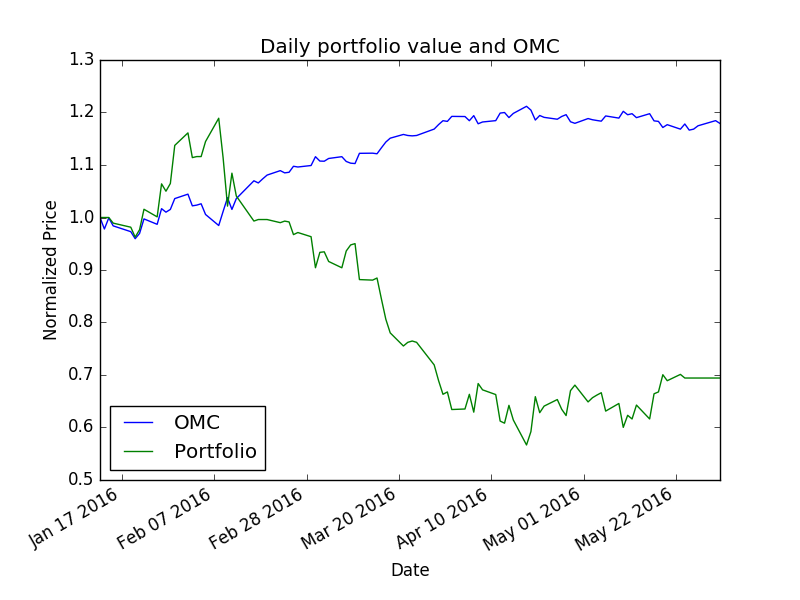 Daily portfolio value and OMC
1.3
1.2
1.1
1.0
0.9
0.8
0.7
0.6
0.5
Normalized Price
OMC
Portfolio
Jan 17 2016
Feb 07 2016
Feb 28 2016
Mar 20 2016
Apr 10 2016
May 01 2016
May 22 2016
Date